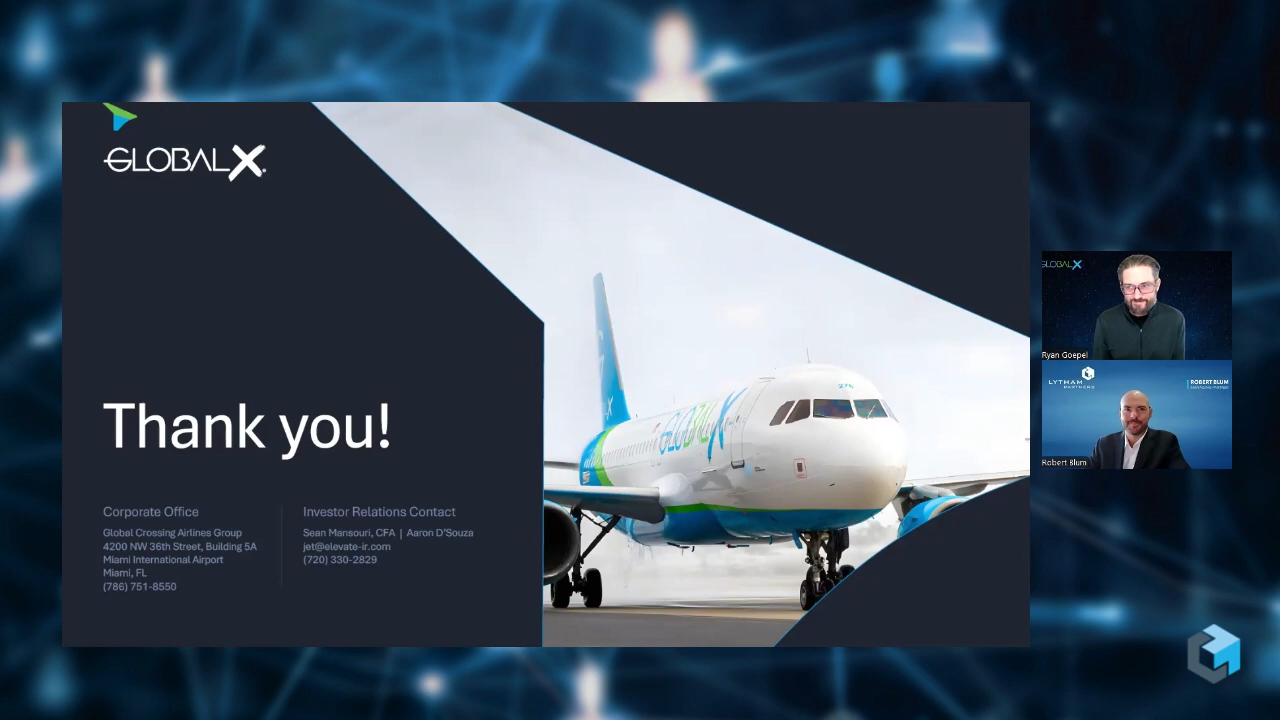 GLOBALX
Thank you!
Corporate Office
Global Crossing Airlines Group
4200 NW 36th Street, Building 5A
Miami International Airport
Miami, FL
(786) 751-8550
Investor Relations Contact
Sean Mansouri, CFA | Aaron D'Souza
jet@elevate-ir.com
(720) 330-2829
GLOBALX
GLOBALX
Ryan Goepel
LYTHAM
PARTNERS
ROBERT BLUM
Robert Blum